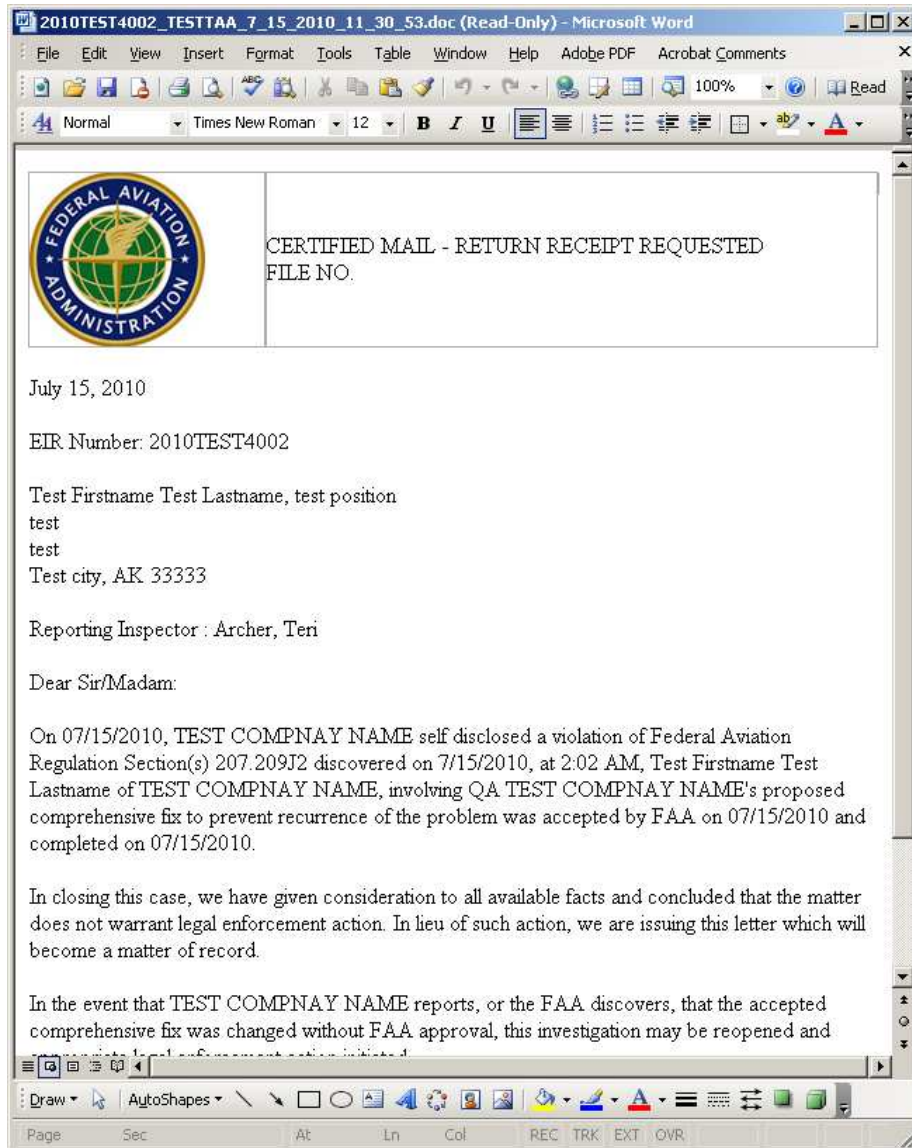 2010TEST4002_TESTTAA_7_15_2010_11_30_53.doc (Read-Only) - Microsoft Word
File Edit View Insert Format Tools Table Window Help Adobe PDF Acrobat Comments
100% Read
Normal Times New Roman 12 B I U
FEDERAL AVIATION ADMINISTRATION
CERTIFIED MAIL - RETURN RECEIPT REQUESTED
FILE NO.
July 15, 2010
EIR Number: 2010TEST4002
Test Firstname Test Lastname, test position
test
test
Test city, AK 33333
Reporting Inspector : Archer, Teri
Dear Sir/Madam:
On 07/15/2010, TEST COMPNAY NAME self disclosed a violation of Federal Aviation
Regulation Section(s) 207.209J2 discovered on 7/15/2010, at 2:02 AM, Test Firstname Test
Lastname of TEST COMPNAY NAME, involving QA TEST COMPNAY NAME's proposed
comprehensive fix to prevent recurrence of the problem was accepted by FAA on 07/15/2010 and
completed on 07/15/2010.
In closing this case, we have given consideration to all available facts and concluded that the matter
does not warrant legal enforcement action. In lieu of such action, we are issuing this letter which will
become a matter of record.
In the event that TEST COMPNAY NAME reports, or the FAA discovers, that the accepted
comprehensive fix was changed without FAA approval, this investigation may be reopened and
Draw AutoShapes
Page Sec At Ln Col REC TRK EXT OVR